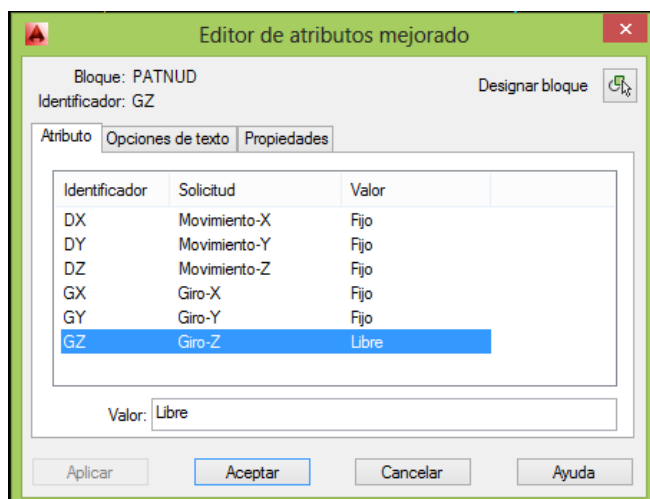 Editor de atributos mejorado
Bloque: PATNUD
Designar bloque
Identificador: GZ
Atributo Opciones de texto Propiedades
Identificador Solicitud Valor
DX Movimiento-X Fijo
DY Movimiento-Y Fijo
DZ Movimiento-Z Fijo
GX Giro-X Fijo
GY Giro-Y Fijo
GZ Giro-Z Libre
Valor: Libre
Aplicar Aceptar Cancelar Ayuda